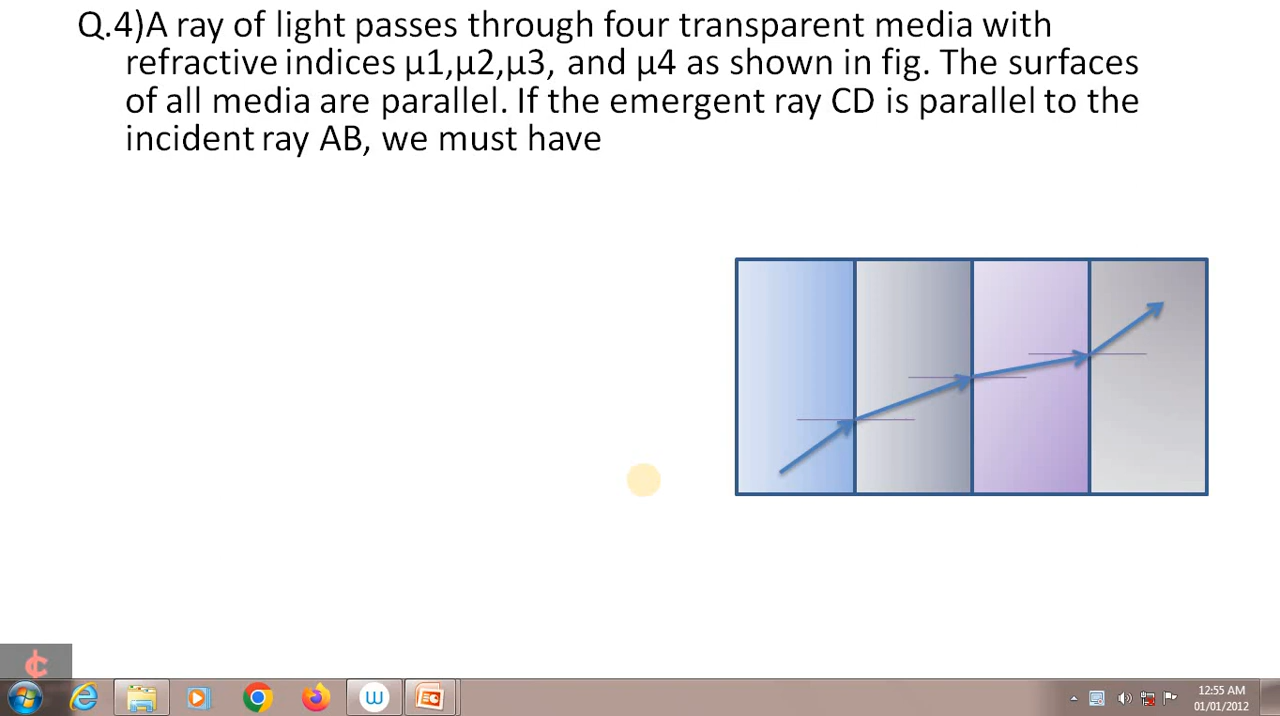 Q.4)A ray of light passes through four transparent media with
refractive indices µ1,µ2,µ3, and µ4 as shown in fig. The surfaces
of all media are parallel. If the emergent ray CD is parallel to the
incident ray AB, we must have
¢
W
12:55 AM
01/01/2012